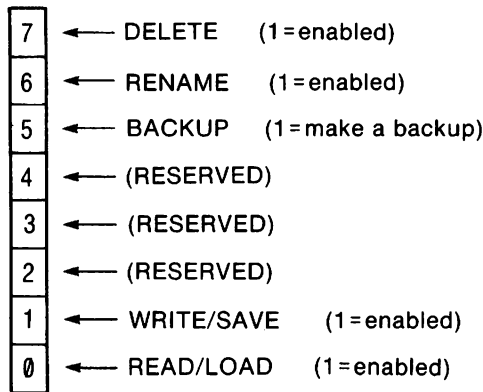 7 DELETE (1=enabled)
6 RENAME (1=enabled)
5 BACKUP (1=make a backup)
4 (RESERVED)
3 (RESERVED)
2 (RESERVED)
1 WRITE/SAVE (1=enabled)
0 READ/LOAD (1=enabled)